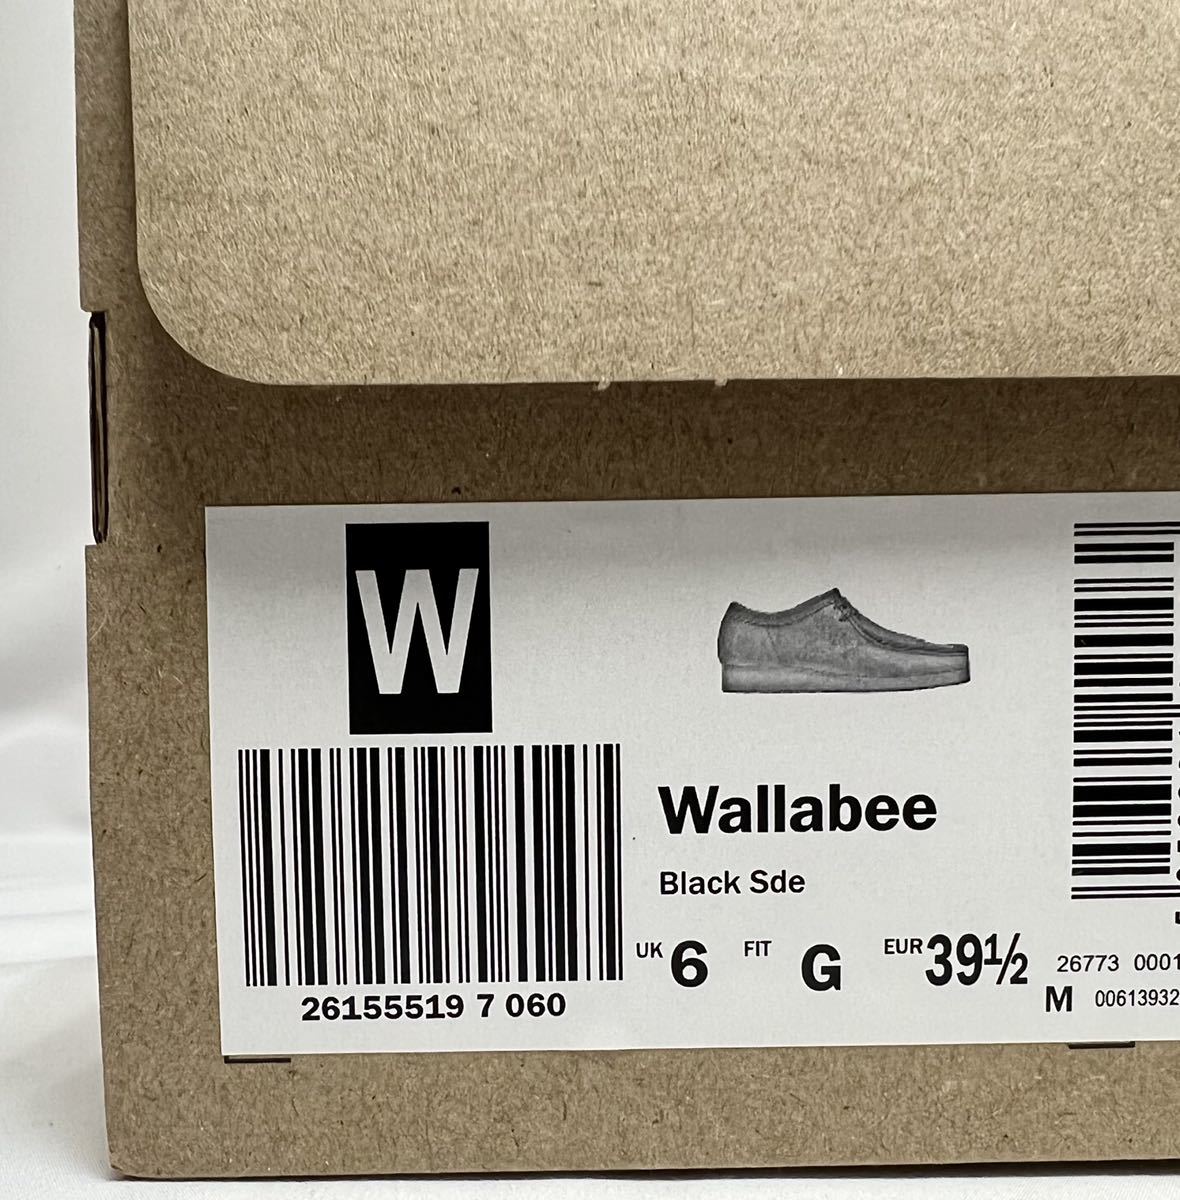 W
Wallabee
Black Sde
UK 6 FIT G EUR 39½
26155519 7 060
26773 0001
M 00613932